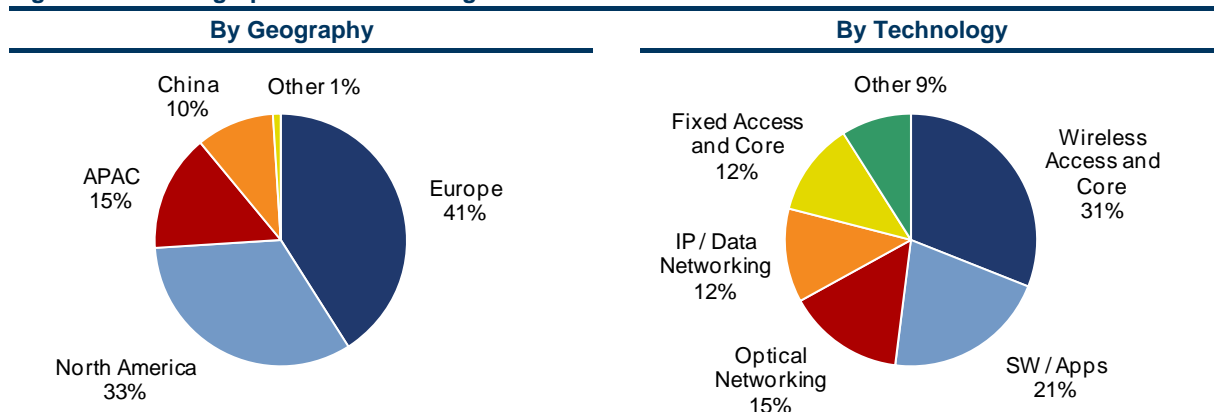 By Geography
By Technology
China
10%
Other 1%
APAC
15%
Europe
41%
North America
33%
Other 9%
Fixed Access
and Core
12%
Wireless
Access and
Core
31%
IP / Data
Networking
12%
Optical
Networking
15%
SW / Apps
21%